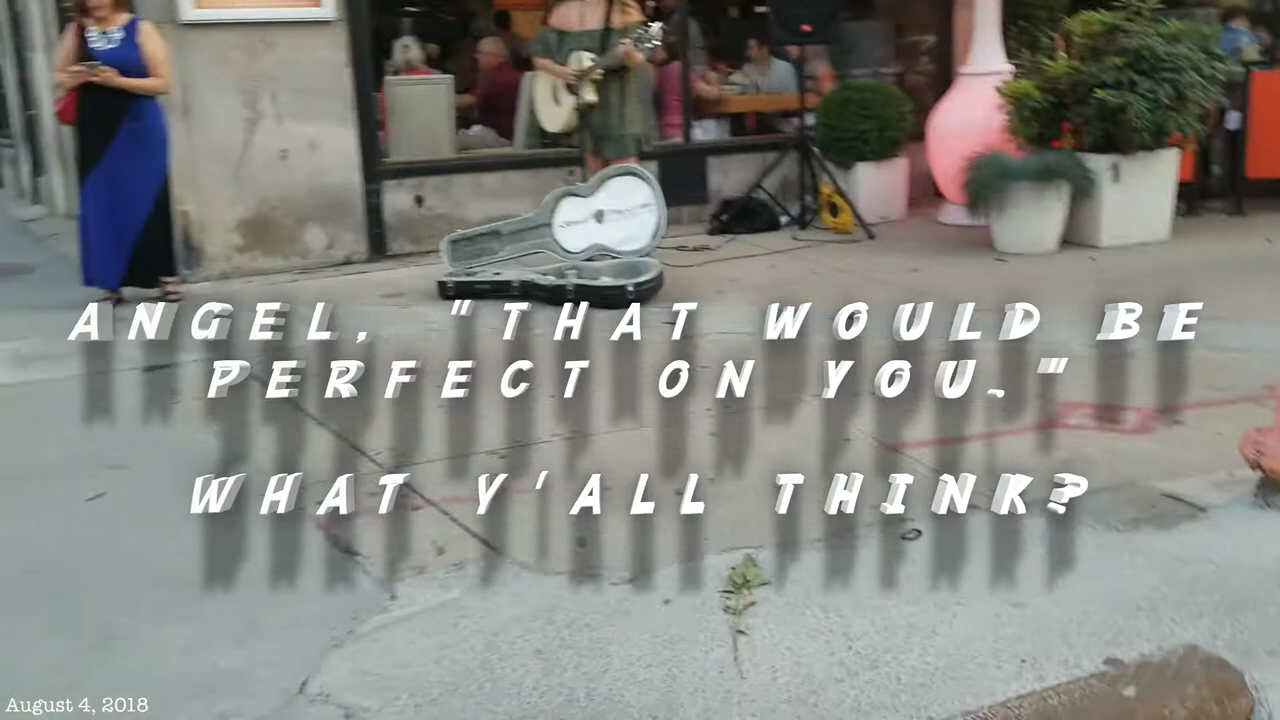 ANGEL, "THAT WOULD BE
PERFECT ON YOU."
WHAT Y'ALL THINK?
August 4, 2018